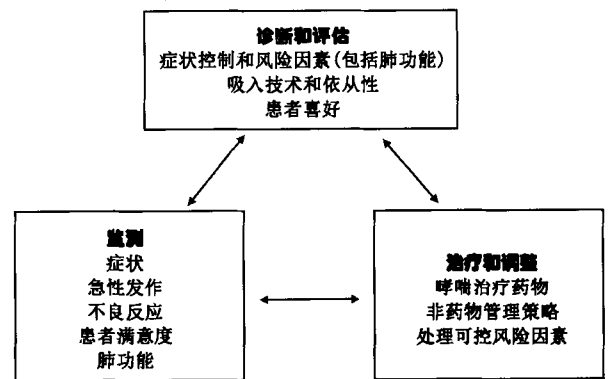 诊断和评估
症状控制和风险因素(包括肺功能)
吸入技术和依从性
患者喜好
监测
症状
急性发作
不良反应
患者满意度
肺功能
治疗和调整
哮喘治疗药物
非药物管理策略
处理可控风险因素